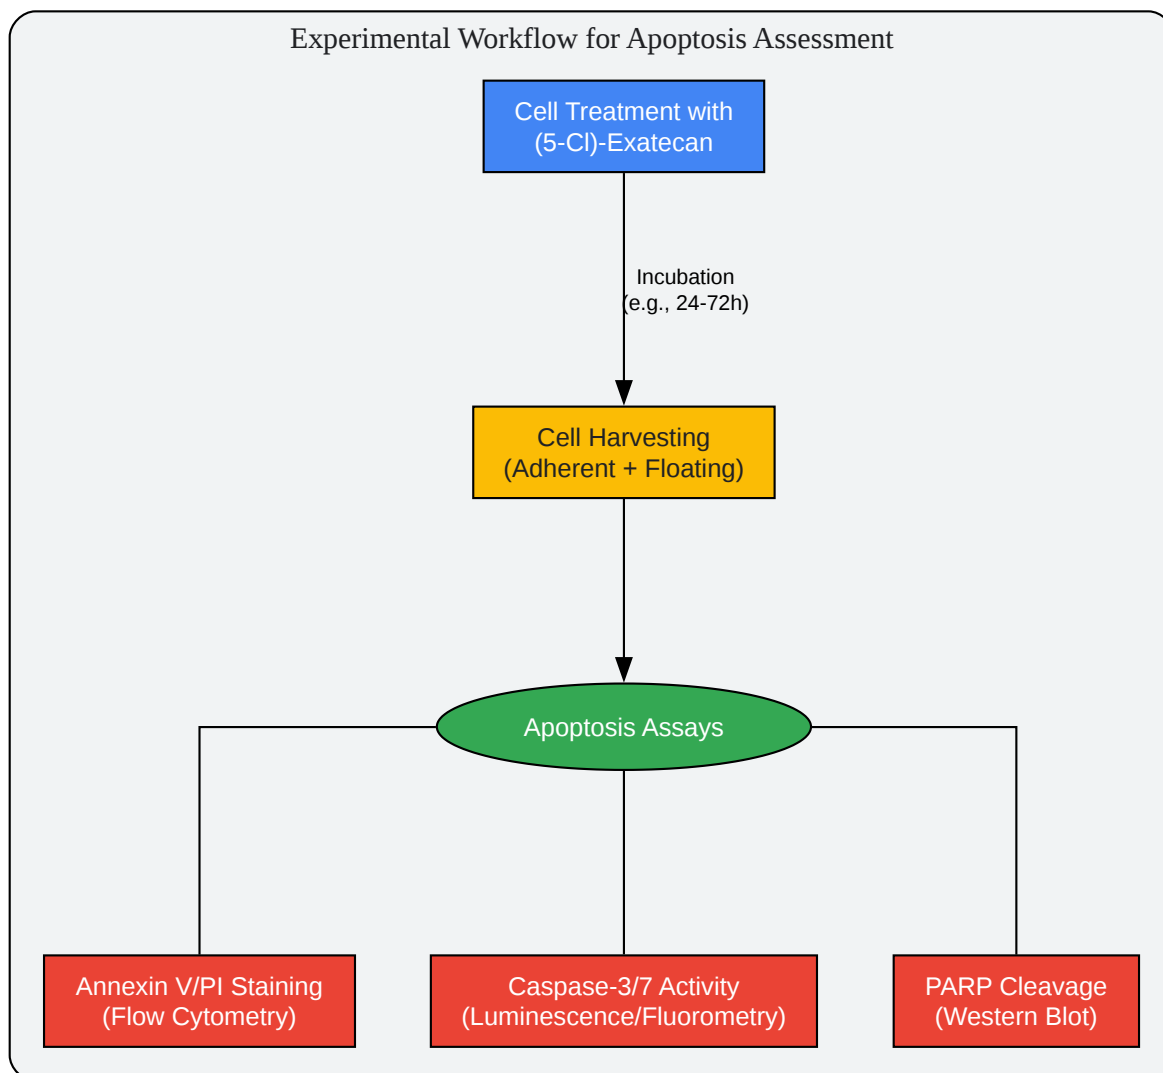 Experimental Workflow for Apoptosis Assessment
Cell Treatment with
(5-Cl)-Exatecan
Incubation
(e.g., 24-72h)
Cell Harvesting
(Adherent + Floating)
Apoptosis Assays
Annexin V/PI Staining
(Flow Cytometry)
Caspase-3/7 Activity
(Luminescence/Fluorometry)
PARP Cleavage
(Western Blot)